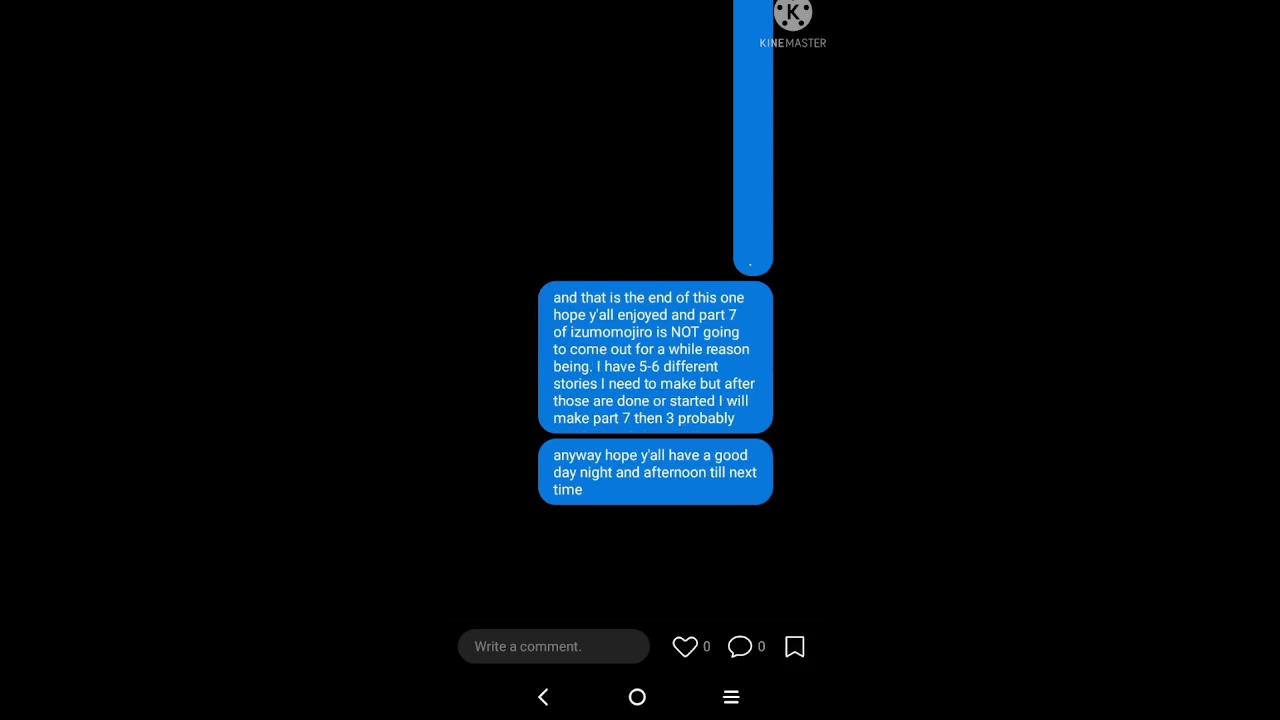 K
KINEMASTER
.
and that is the end of this one
hope y'all enjoyed and part 7
of izumomojiro is NOT going
to come out for a while reason
being. I have 5-6 different
stories I need to make but after
those are done or started I will
make part 7 then 3 probably
anyway hope y'all have a good
day night and afternoon till next
time
Write a comment.
0
0